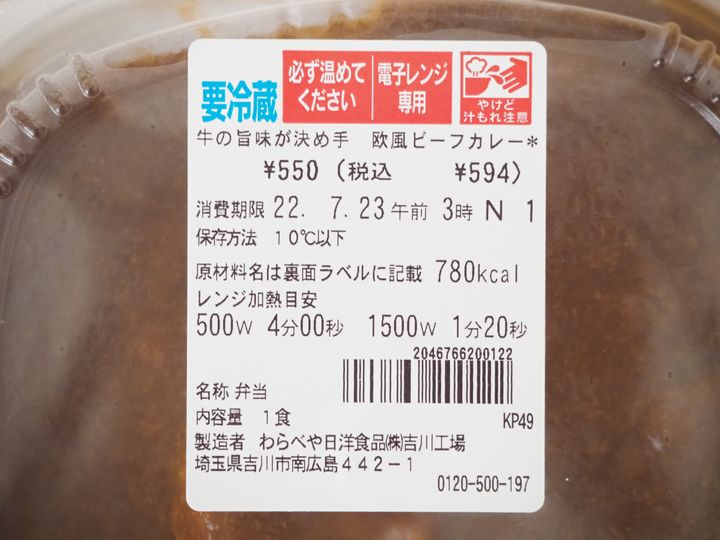 要冷蔵
必ず温めて
ください
電子レンジ
専用
やけど
汁もれ注意
牛の旨味が決め手 欧風ビーフカレー*
¥550 (税込 ¥594)
消費期限 22. 7.23午前 3時 N 1
保存方法 10℃以下
原材料名は裏面ラベルに記載 780kcal
レンジ加熱目安
500W 4分00秒 1500W 1分20秒
2046766200122
名称 弁当
内容量 1食 KP49
製造者 わらべや日洋食品㈱吉川工場
埼玉県吉川市南広島442-1
0120-500-197